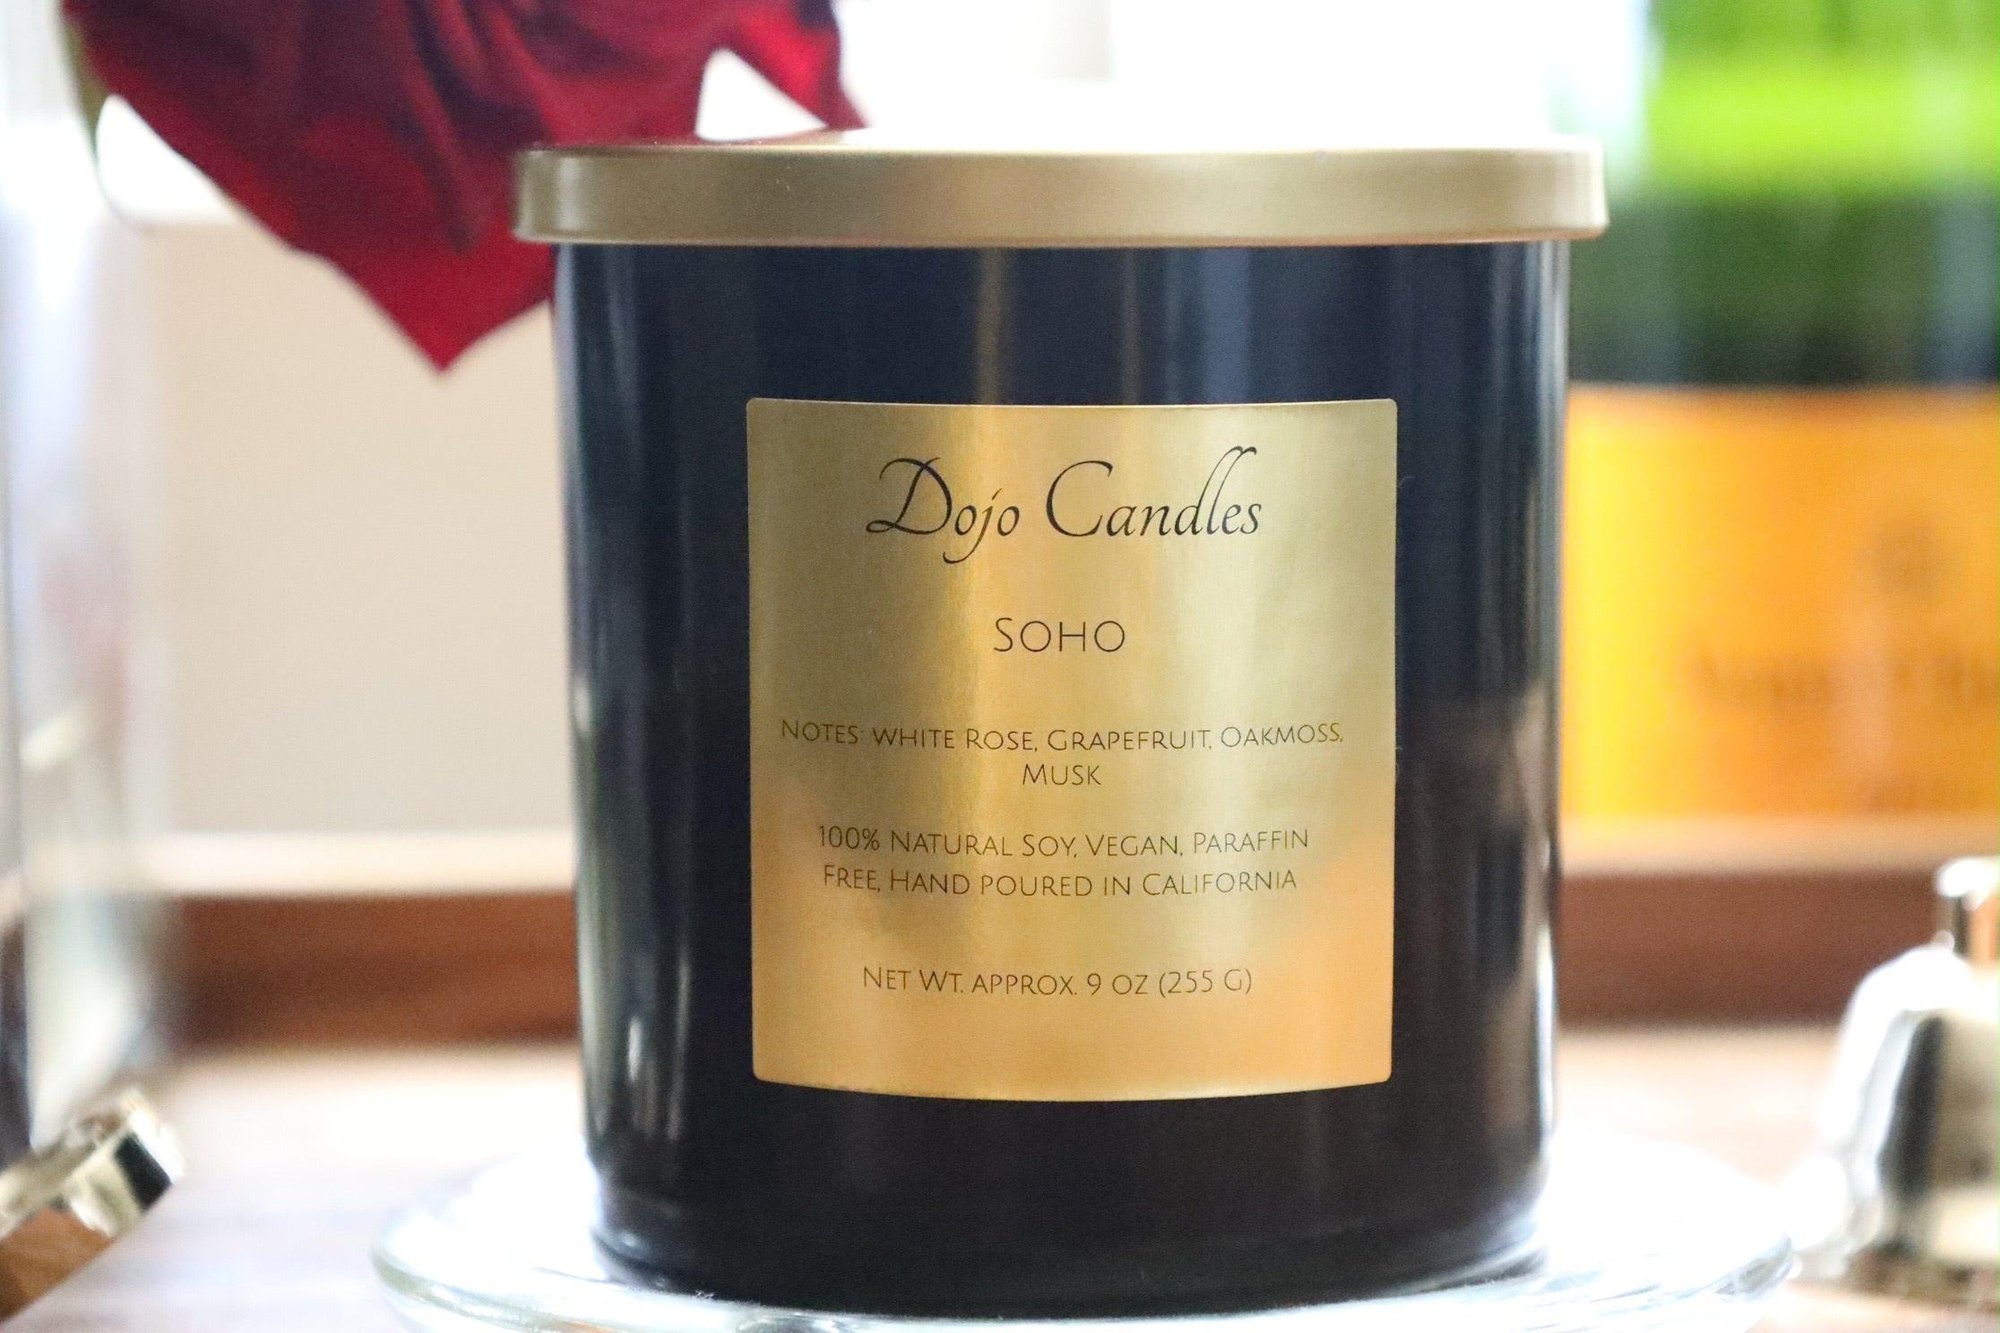 Dojo Candles
SOHO
NOTES: WHITE ROSE, GRAPEFRUIT, OAKMOSS,
MUSK
100% NATURAL SOY, VEGAN, PARAFFIN
FREE, HAND POURED IN CALIFORNIA
NET WT. APPROX. 9 OZ (255 G)